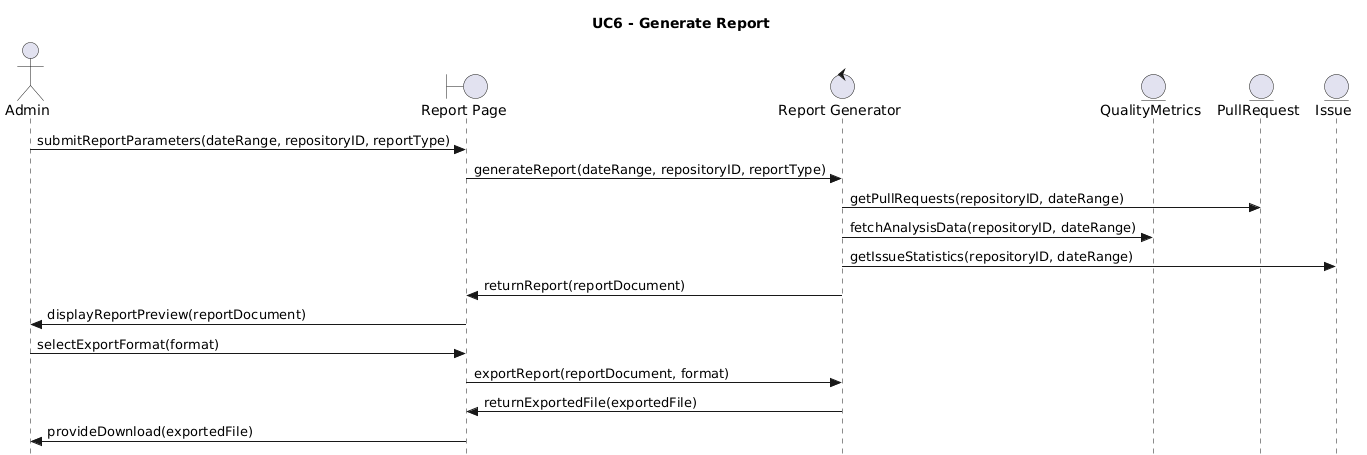 UC6 - Generate Report
Admin
Report Page
Report Generator
QualityMetrics
PullRequest
Issue
submitReportParameters(dateRange, repositoryID, reportType)
generateReport(dateRange, repositoryID, reportType)
getPullRequests(repositoryID, dateRange)
fetchAnalysisData(repositoryID, dateRange)
getIssueStatistics(repositoryID, dateRange)
returnReport(reportDocument)
displayReportPreview(reportDocument)
selectExportFormat(format)
exportReport(reportDocument, format)
returnExportedFile(exportedFile)
provideDownload(exportedFile)